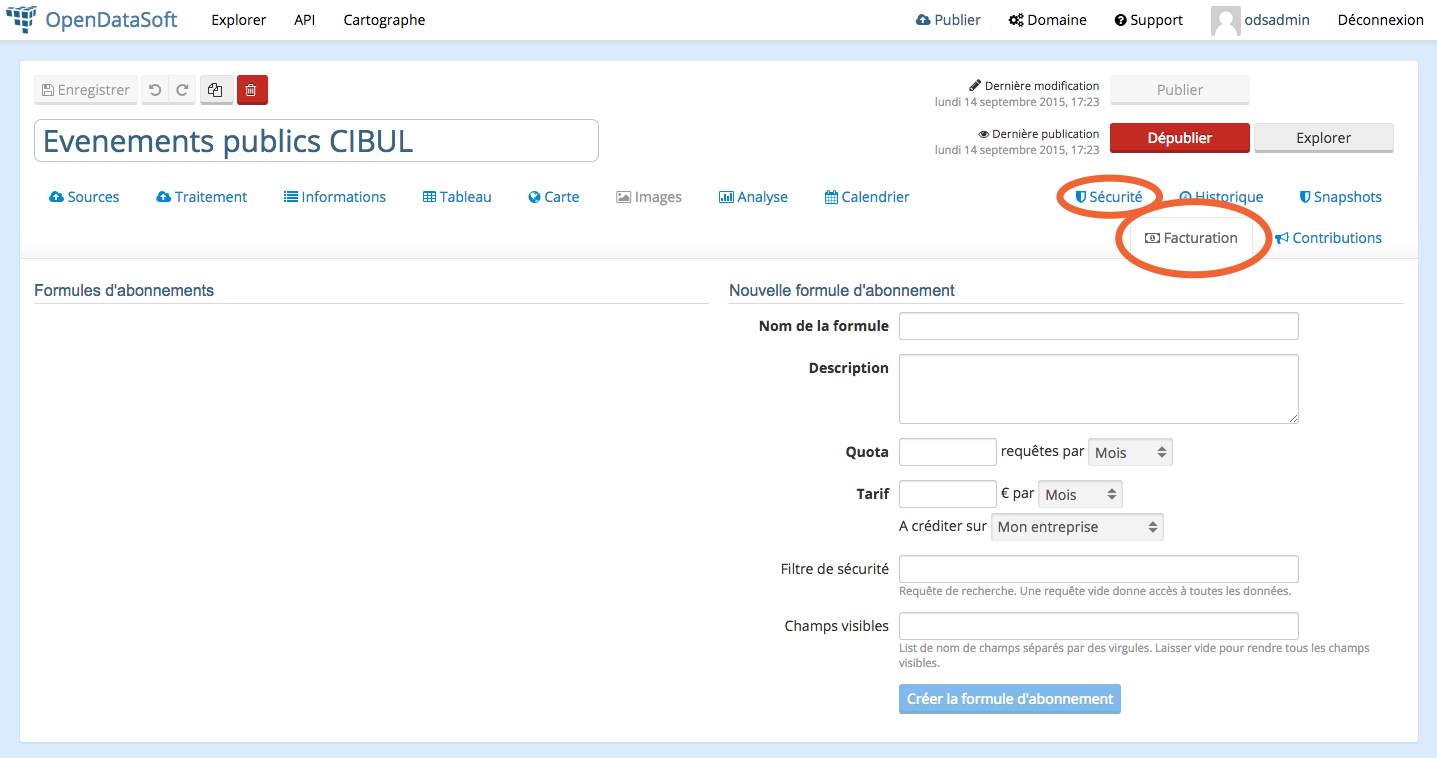 OpenDataSoft Explorer API Cartographe Publier Domaine Support odsadmin Déconnexion
Enregistrer
Dernière modification
lundi 14 septembre 2015, 17:23
Publier
Evenements publics CIBUL
Dernière publication
lundi 14 septembre 2015, 17:23
Dépublier Explorer
Sources Traitement Informations Tableau Carte Images Analyse Calendrier Sécurité Historique Snapshots
Facturation Contributions
Formules d'abonnements
Nouvelle formule d'abonnement
Nom de la formule
Description
Quota requêtes par Mois
Tarif € par Mois
A créditer sur Mon entreprise
Filtre de sécurité
Requête de recherche. Une requête vide donne accès à toutes les données.
Champs visibles
List de nom de champs séparés par des virgules. Laisser vide pour rendre tous les champs
visibles.
Créer la formule d'abonnement